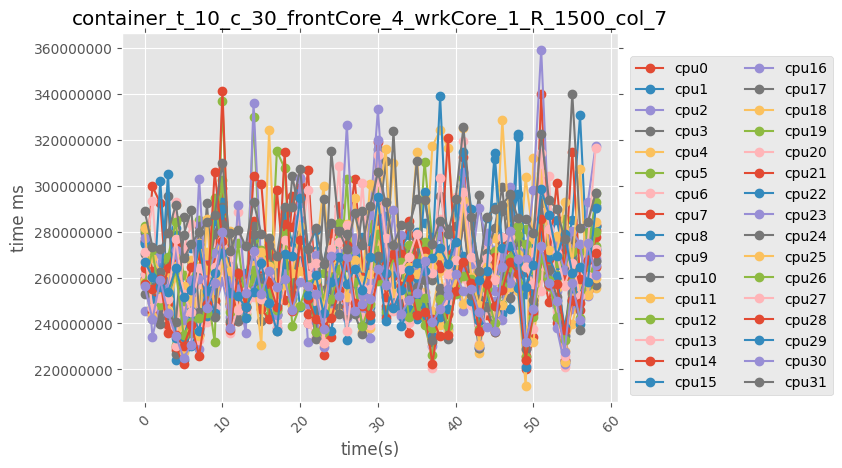 container_t_10_c_30_frontCore_4_wrkCore_1_R_1500_col_7
time ms
360000000
340000000
320000000
300000000
280000000
260000000
240000000
220000000
0
10
20
30
40
50
60
time(s)
cpu0
cpu1
cpu2
cpu3
cpu4
cpu5
cpu6
cpu7
cpu8
cpu9
cpu10
cpu11
cpu12
cpu13
cpu14
cpu15
cpu16
cpu17
cpu18
cpu19
cpu20
cpu21
cpu22
cpu23
cpu24
cpu25
cpu26
cpu27
cpu28
cpu29
cpu30
cpu31